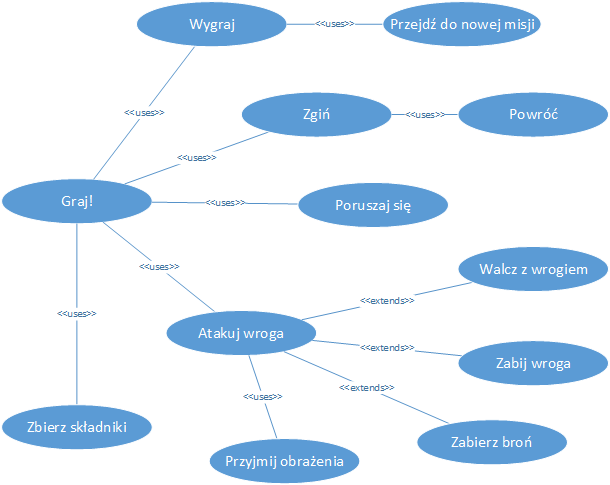 Wygraj
<<uses>>
Przejdź do nowej misji
<<uses>>
Zgiń
<<uses>>
Powróć
<<uses>>
Graj!
<<uses>>
Poruszaj się
<<uses>>
Walcz z wrogiem
<<extends>>
<<uses>>
Atakuj wroga
<<extends>>
Zabij wroga
<<extends>>
<<uses>>
Zbierz składniki
Zabierz broń
Przyjmij obrażenia